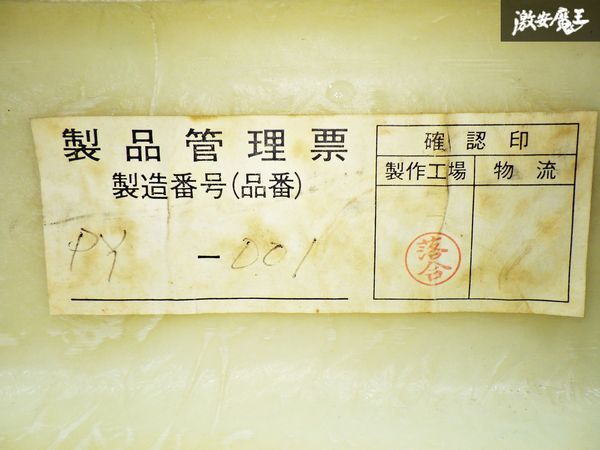 激安魔王
製品管理票
製造番号(品番)
PY - 001
確認印
製作工場 物流
落合